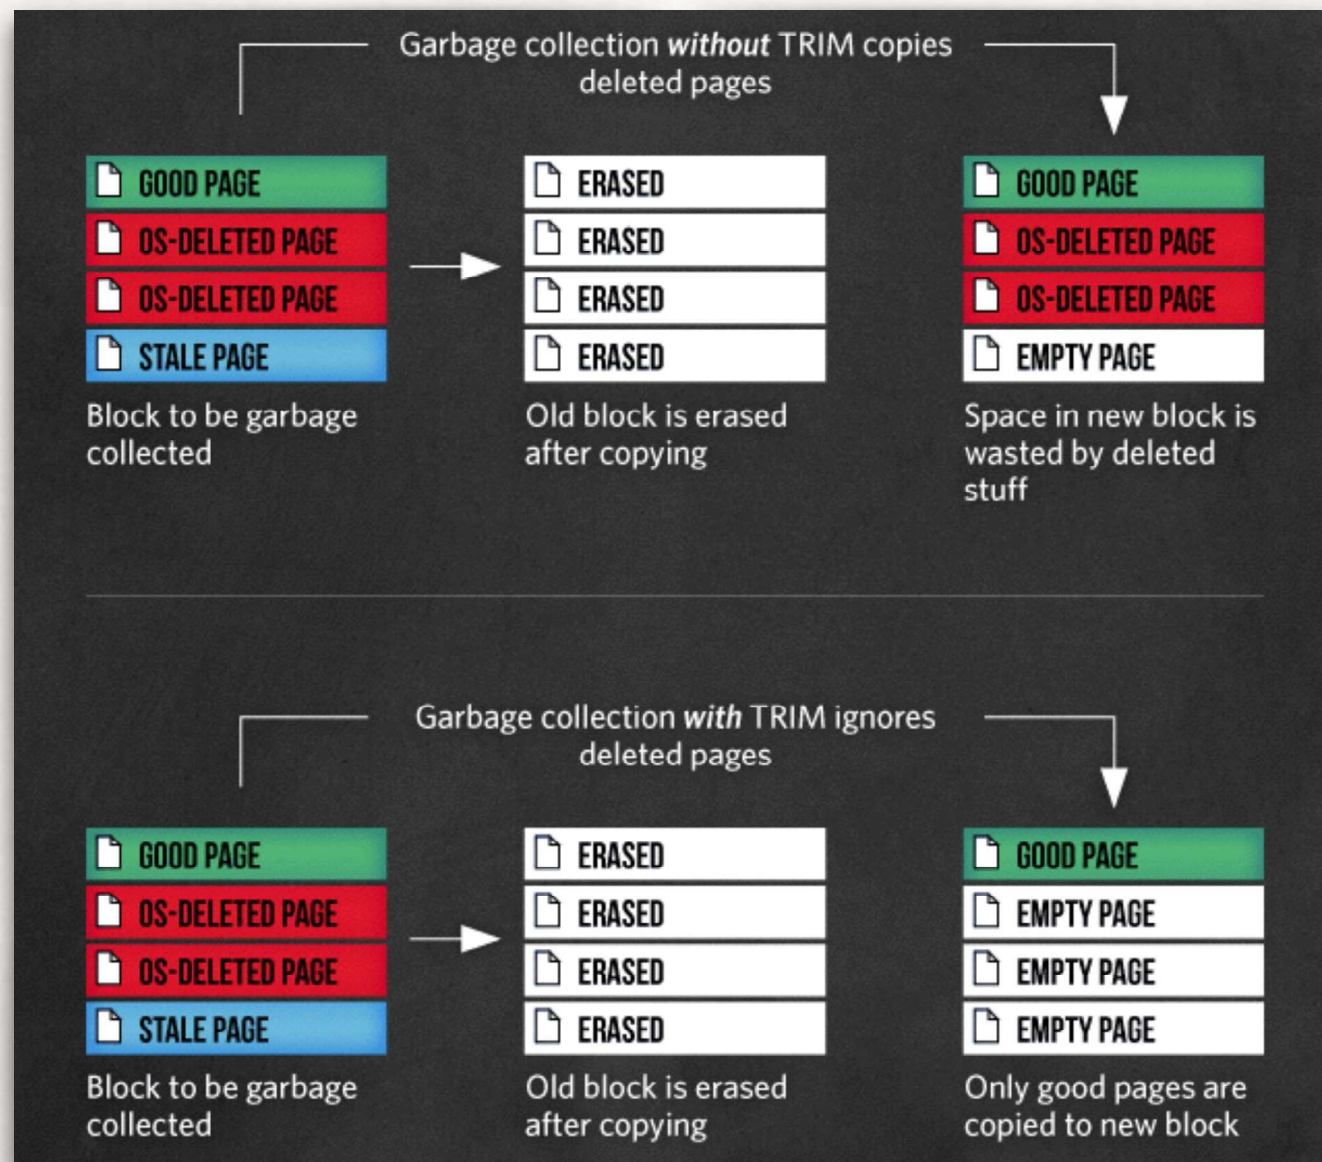 Garbage collection without TRIM copies
deleted pages
GOOD PAGE
OS-DELETED PAGE
OS-DELETED PAGE
STALE PAGE
Block to be garbage
collected
ERASED
ERASED
ERASED
ERASED
Old block is erased
after copying
GOOD PAGE
OS-DELETED PAGE
OS-DELETED PAGE
EMPTY PAGE
Space in new block is
wasted by deleted
stuff
Garbage collection with TRIM ignores
deleted pages
GOOD PAGE
OS-DELETED PAGE
OS-DELETED PAGE
STALE PAGE
Block to be garbage
collected
ERASED
ERASED
ERASED
ERASED
Old block is erased
after copying
GOOD PAGE
EMPTY PAGE
EMPTY PAGE
EMPTY PAGE
Only good pages are
copied to new block